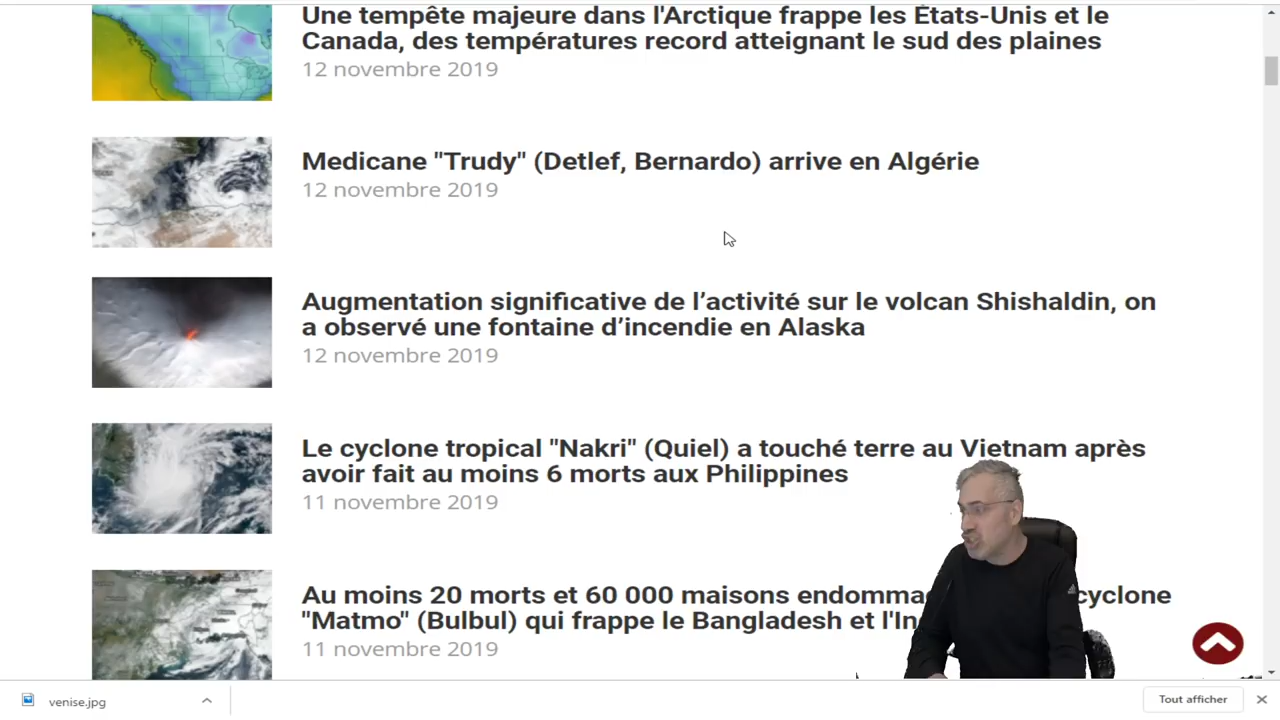 Une tempête majeure dans l'Arctique frappe les États-Unis et le
Canada, des températures record atteignant le sud des plaines
12 novembre 2019
Medicane "Trudy" (Detlef, Bernardo) arrive en Algérie
12 novembre 2019
Augmentation significative de l’activité sur le volcan Shishaldin, on
a observé une fontaine d’incendie en Alaska
12 novembre 2019
Le cyclone tropical "Nakri" (Quiel) a touché terre au Vietnam après
avoir fait au moins 6 morts aux Philippines
11 novembre 2019
Au moins 20 morts et 60 000 maisons cyclone
"Matmo" (Bulbul) qui frappe le Bangladesh et
11 novembre 2019
venise.jpg
Tout afficher